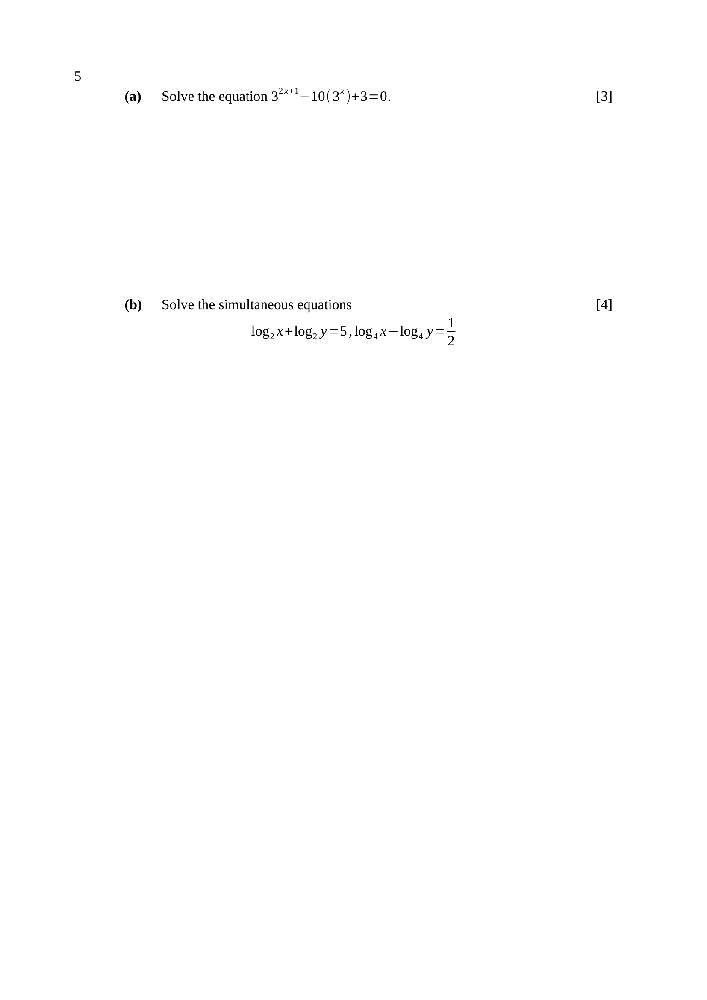 5
(a) Solve the equation 3^{2x+1}−10(3^x)+3=0. [3]
(b) Solve the simultaneous equations [4]
log₂ x+log₂ y=5, log₄ x−log₄ y=1/2